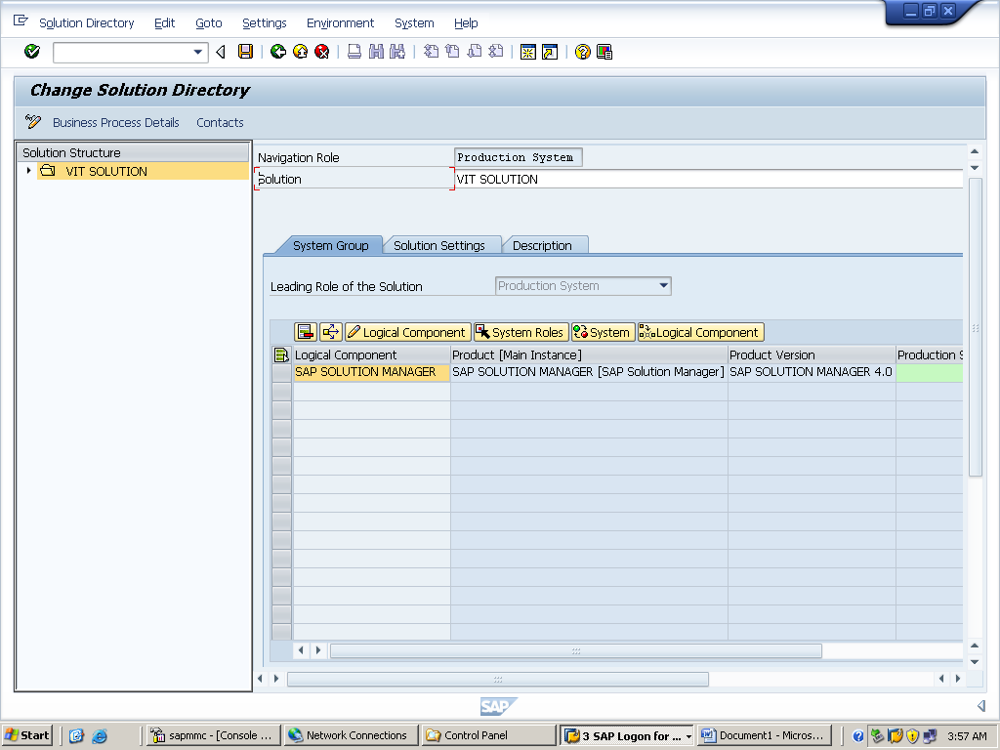 Solution Directory Edit Goto Settings Environment System Help
Change Solution Directory
Business Process Details Contacts
Solution Structure
VIT SOLUTION
Navigation Role Production System
Solution VIT SOLUTION
System Group Solution Settings Description
Leading Role of the Solution Production System
Logical Component System Roles System Logical Component
Logical Component Product [Main Instance] Product Version Production S
SAP SOLUTION MANAGER SAP SOLUTION MANAGER [SAP Solution Manager] SAP SOLUTION MANAGER 4.0
SAP
Start sapmmc - [Console ... Network Connections Control Panel 3 SAP Logon for ... Document1 - Micros... 3:57 AM